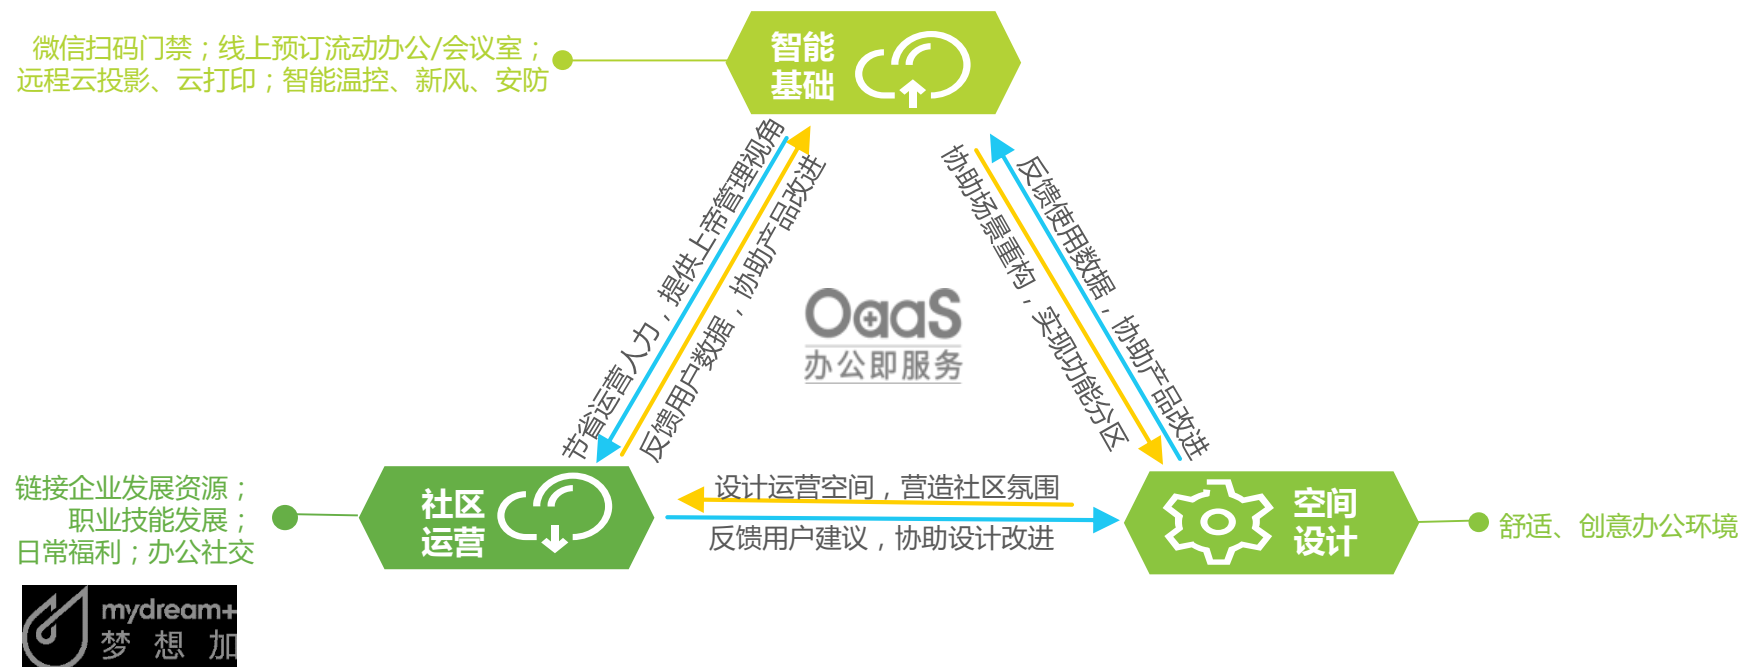 微信扫码门禁；线上预订流动办公/会议室；
远程云投影、云打印；智能温控、新风、安防
智能
基础
节省运营人力，提供上帝管理视角
反馈用户数据，协助产品改进
协助场景重构，实现功能分区
反馈使用数据，协助产品改进
OaaS
办公即服务
链接企业发展资源；
职业技能发展；
日常福利；办公社交
社区
运营
设计运营空间，营造社区氛围
反馈用户建议，协助设计改进
空间
设计
舒适、创意办公环境
mydream+
梦想加